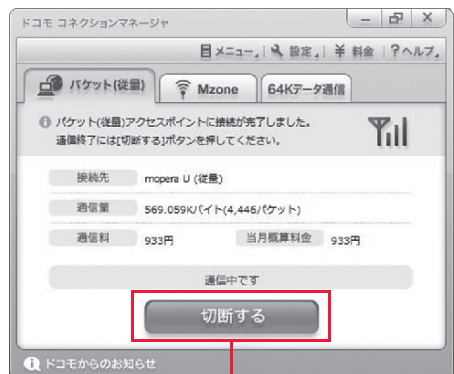 ドコモ コネクションマネージャ
メニュー 設定 ¥ 料金 ?ヘルプ
パケット(従量) Mzone 64Kデータ通信
パケット(従量)アクセスポイントに接続が完了しました。
通信終了には[切断する]ボタンを押してください。
接続先 mopera U (従量)
通信量 569.059Kバイト(4,446パケット)
通信料 933円 当月概算料金 933円
通信中です
切断する
ドコモからのお知らせ